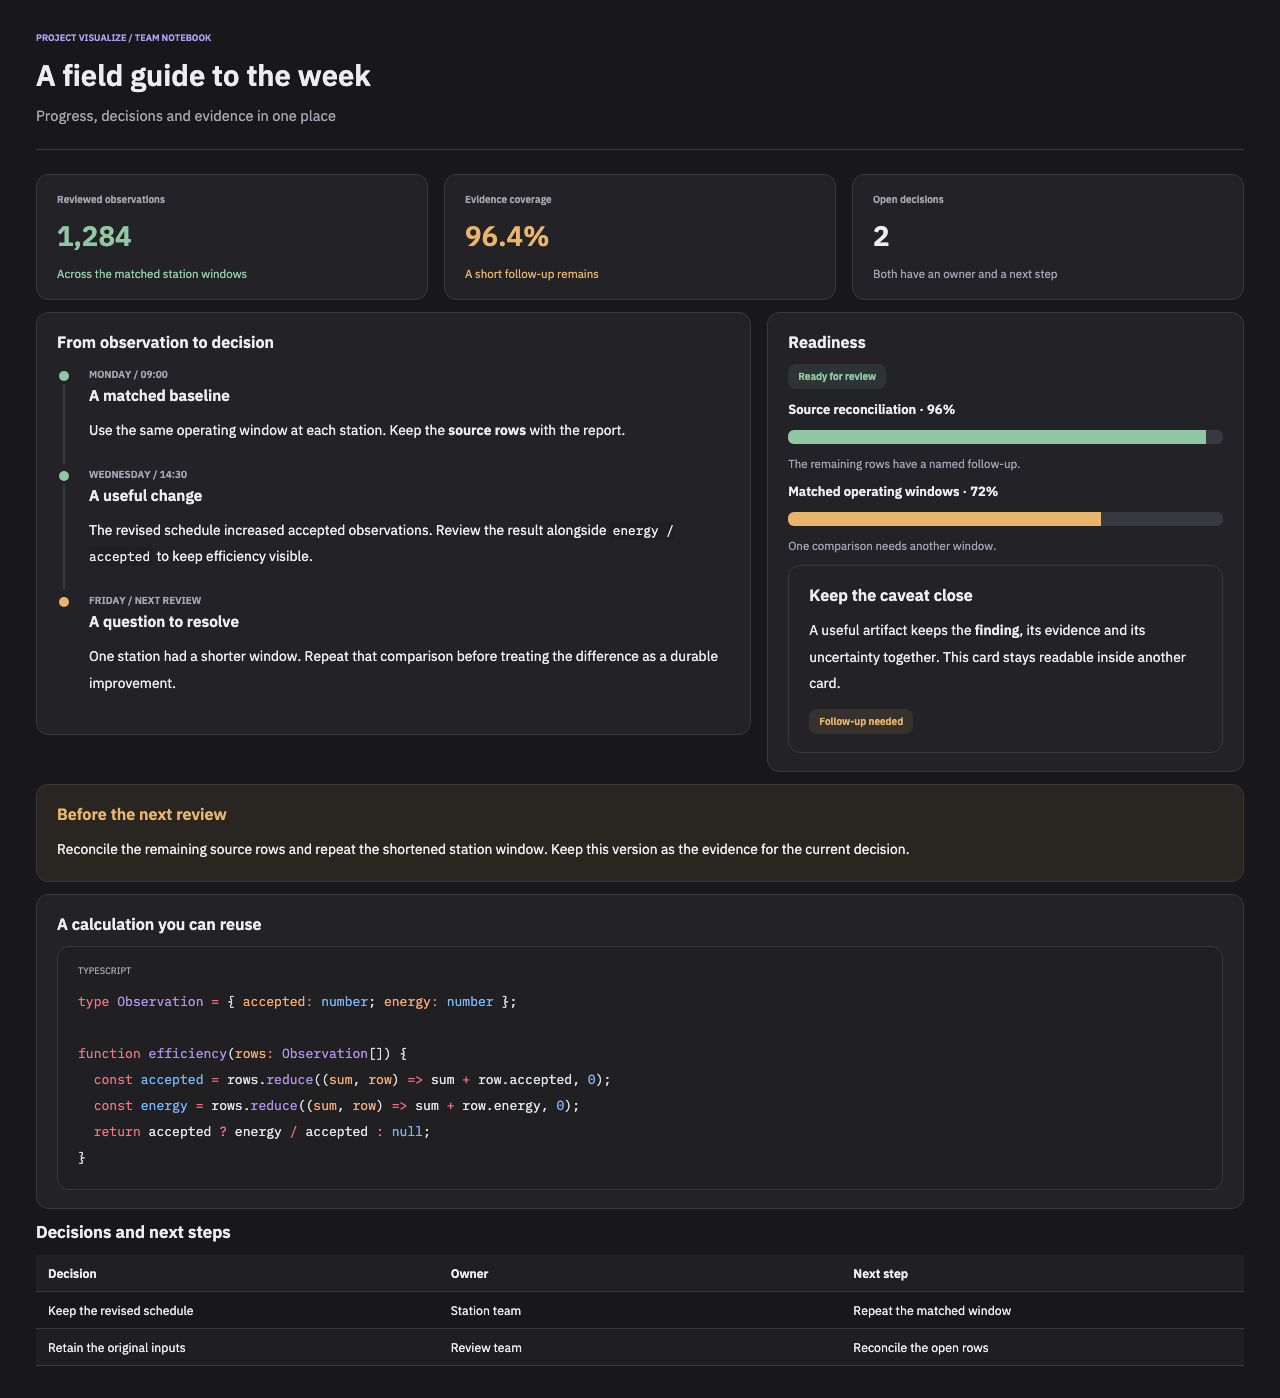 PROJECT VISUALIZE / TEAM NOTEBOOK
A field guide to the week
Progress, decisions and evidence in one place
Reviewed observations
1,284
Across the matched station windows
Evidence coverage
96.4%
A short follow-up remains
Open decisions
2
Both have an owner and a next step
From observation to decision
MONDAY / 09:00
A matched baseline
Use the same operating window at each station. Keep the source rows with the report.
WEDNESDAY / 14:30
A useful change
The revised schedule increased accepted observations. Review the result alongside energy /
accepted to keep efficiency visible.
FRIDAY / NEXT REVIEW
A question to resolve
One station had a shorter window. Repeat that comparison before treating the difference as a durable
improvement.
Readiness
Ready for review
Source reconciliation · 96%
The remaining rows have a named follow-up.
Matched operating windows · 72%
One comparison needs another window.
Keep the caveat close
A useful artifact keeps the finding, its evidence and its
uncertainty together. This card stays readable inside another
card.
Follow-up needed
Before the next review
Reconcile the remaining source rows and repeat the shortened station window. Keep this version as the evidence for the current decision.
A calculation you can reuse
TYPESCRIPT
type Observation = { accepted: number; energy: number };
function efficiency(rows: Observation[]) {
  const accepted = rows.reduce((sum, row) => sum + row.accepted, 0);
  const energy = rows.reduce((sum, row) => sum + row.energy, 0);
  return accepted ? energy / accepted : null;
}
Decisions and next steps
Decision Owner Next step
Keep the revised schedule Station team Repeat the matched window
Retain the original inputs Review team Reconcile the open rows